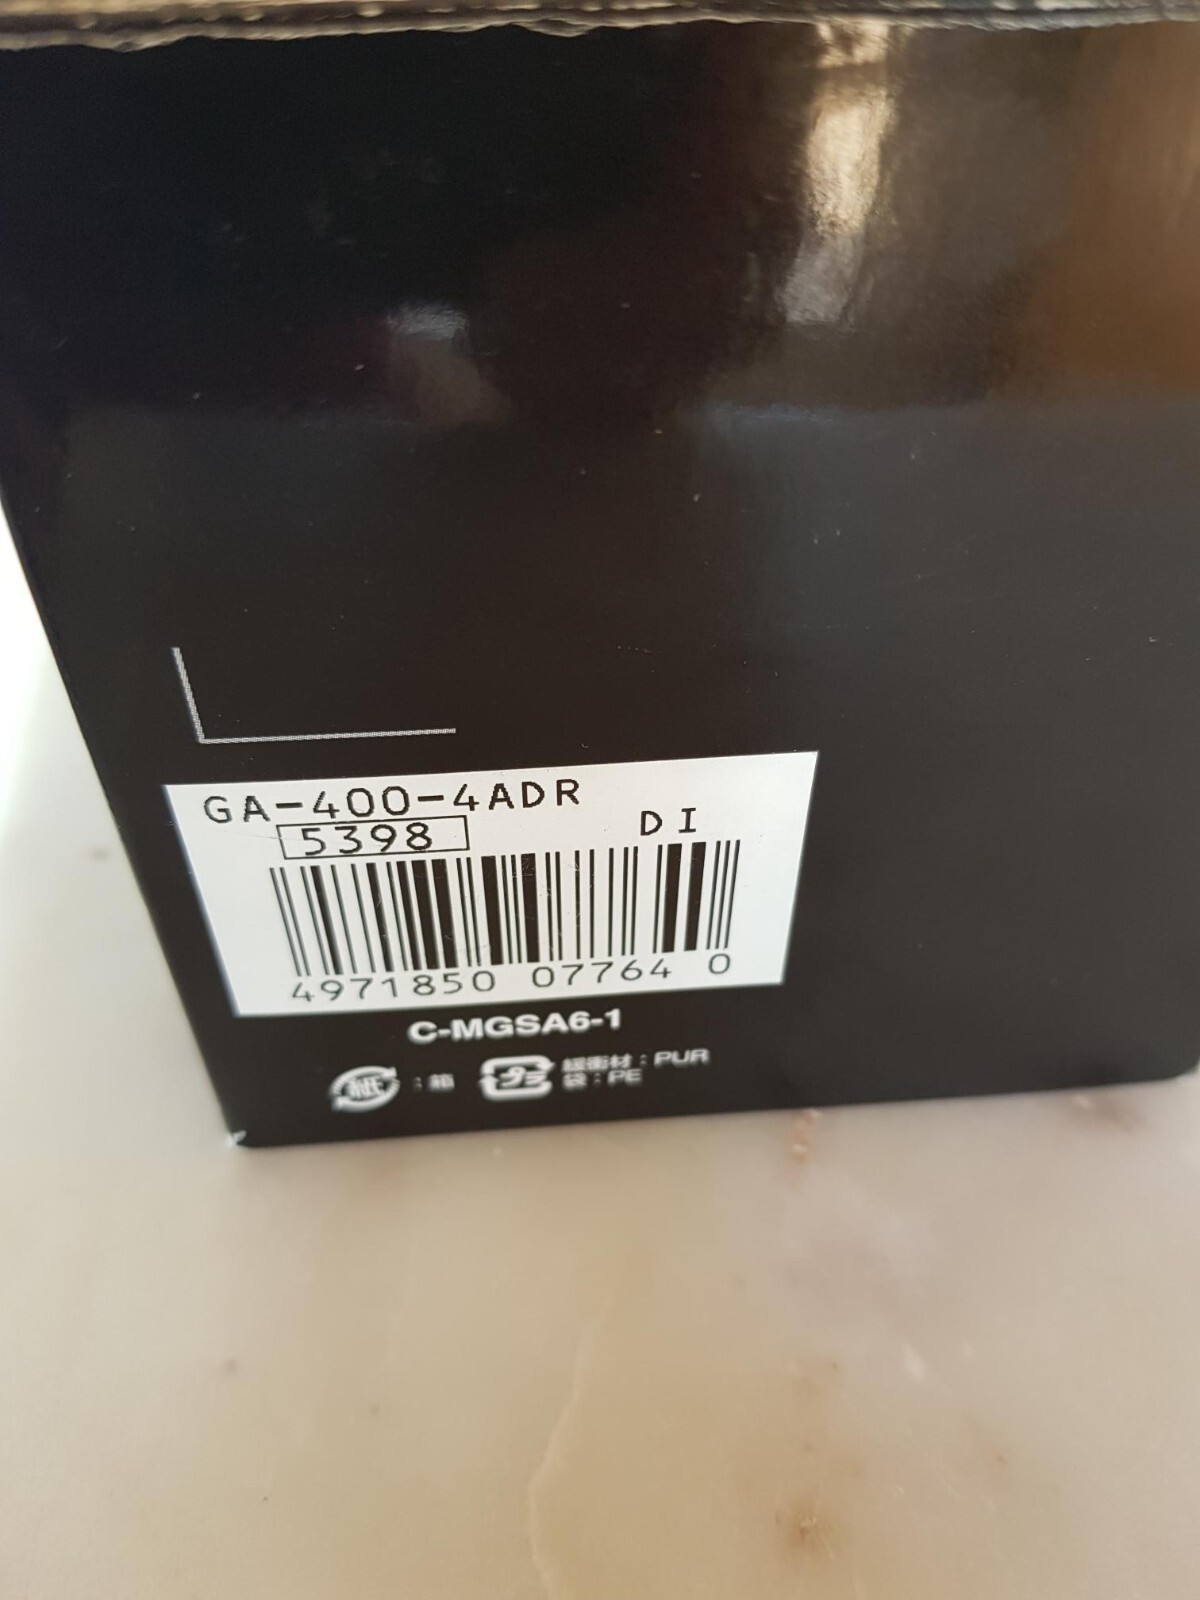 GA-400-4ADR
5398
DI
4971850 07764 0
C-MGSA6-1
紙 : 箱
プラ 緩衝材 : PUR
袋 : PE